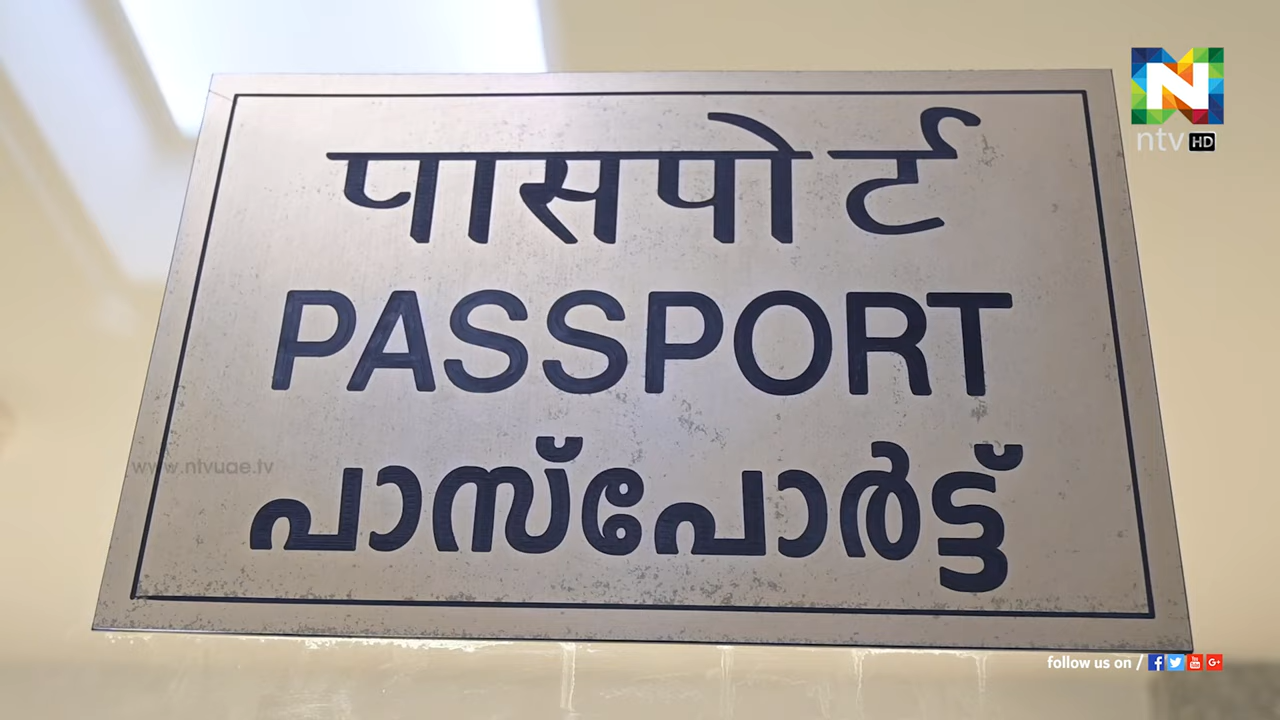 पासपोर्ट
PASSPORT
പാസ്പോർട്ട്
N
ntv HD
www.ntvuae.tv
follow us on /